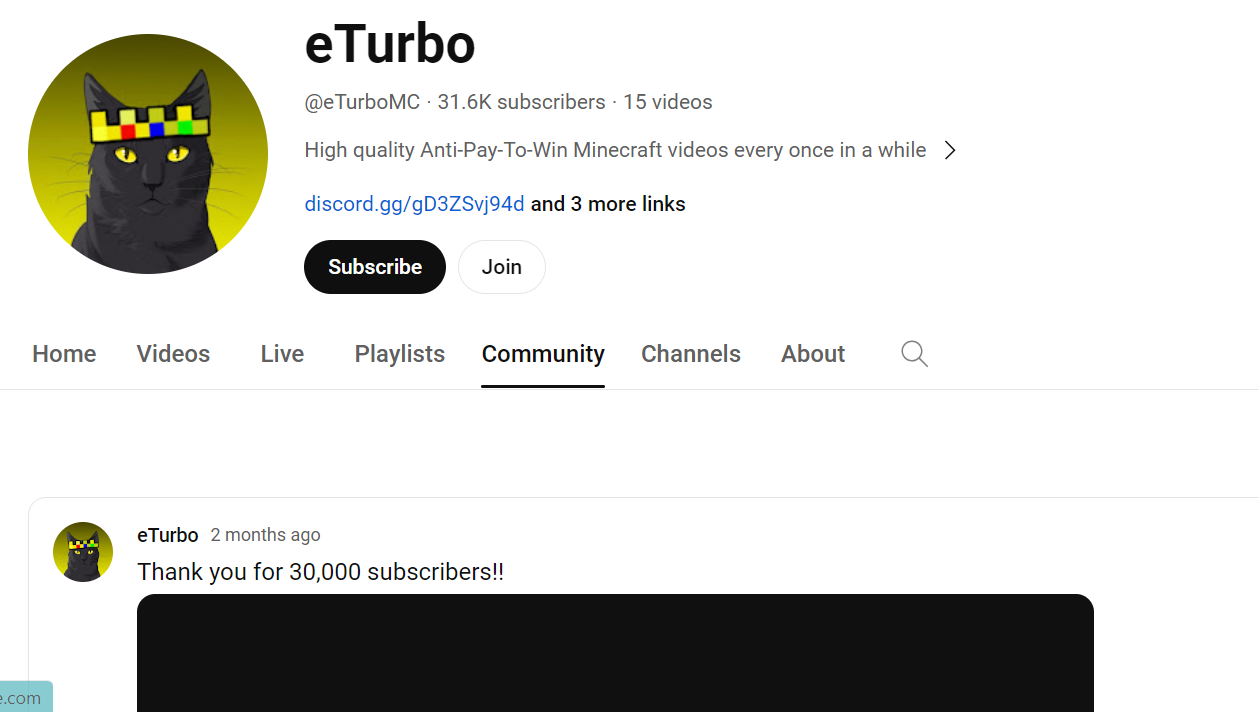 eTurbo
@eTurboMC · 31.6K subscribers · 15 videos
High quality Anti-Pay-To-Win Minecraft videos every once in a while
discord.gg/gD3ZSvj94d and 3 more links
Subscribe Join
Home Videos Live Playlists Community Channels About
eTurbo 2 months ago
Thank you for 30,000 subscribers!!
e.com